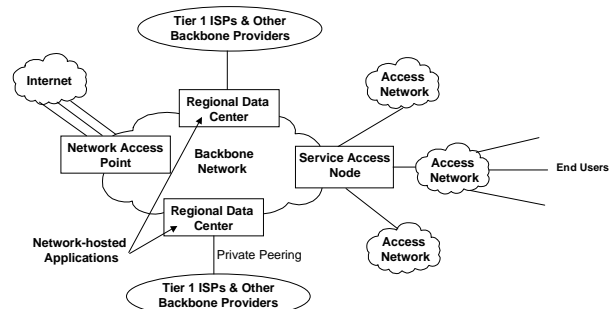 Tier 1 ISPs & Other
Backbone Providers
Internet
Access
Network
Regional Data
Center
Network Access
Point
Backbone
Network
Service Access
Node
Access
Network
End Users
Regional Data
Center
Network-hosted
Applications
Private Peering
Access
Network
Tier 1 ISPs & Other
Backbone Providers